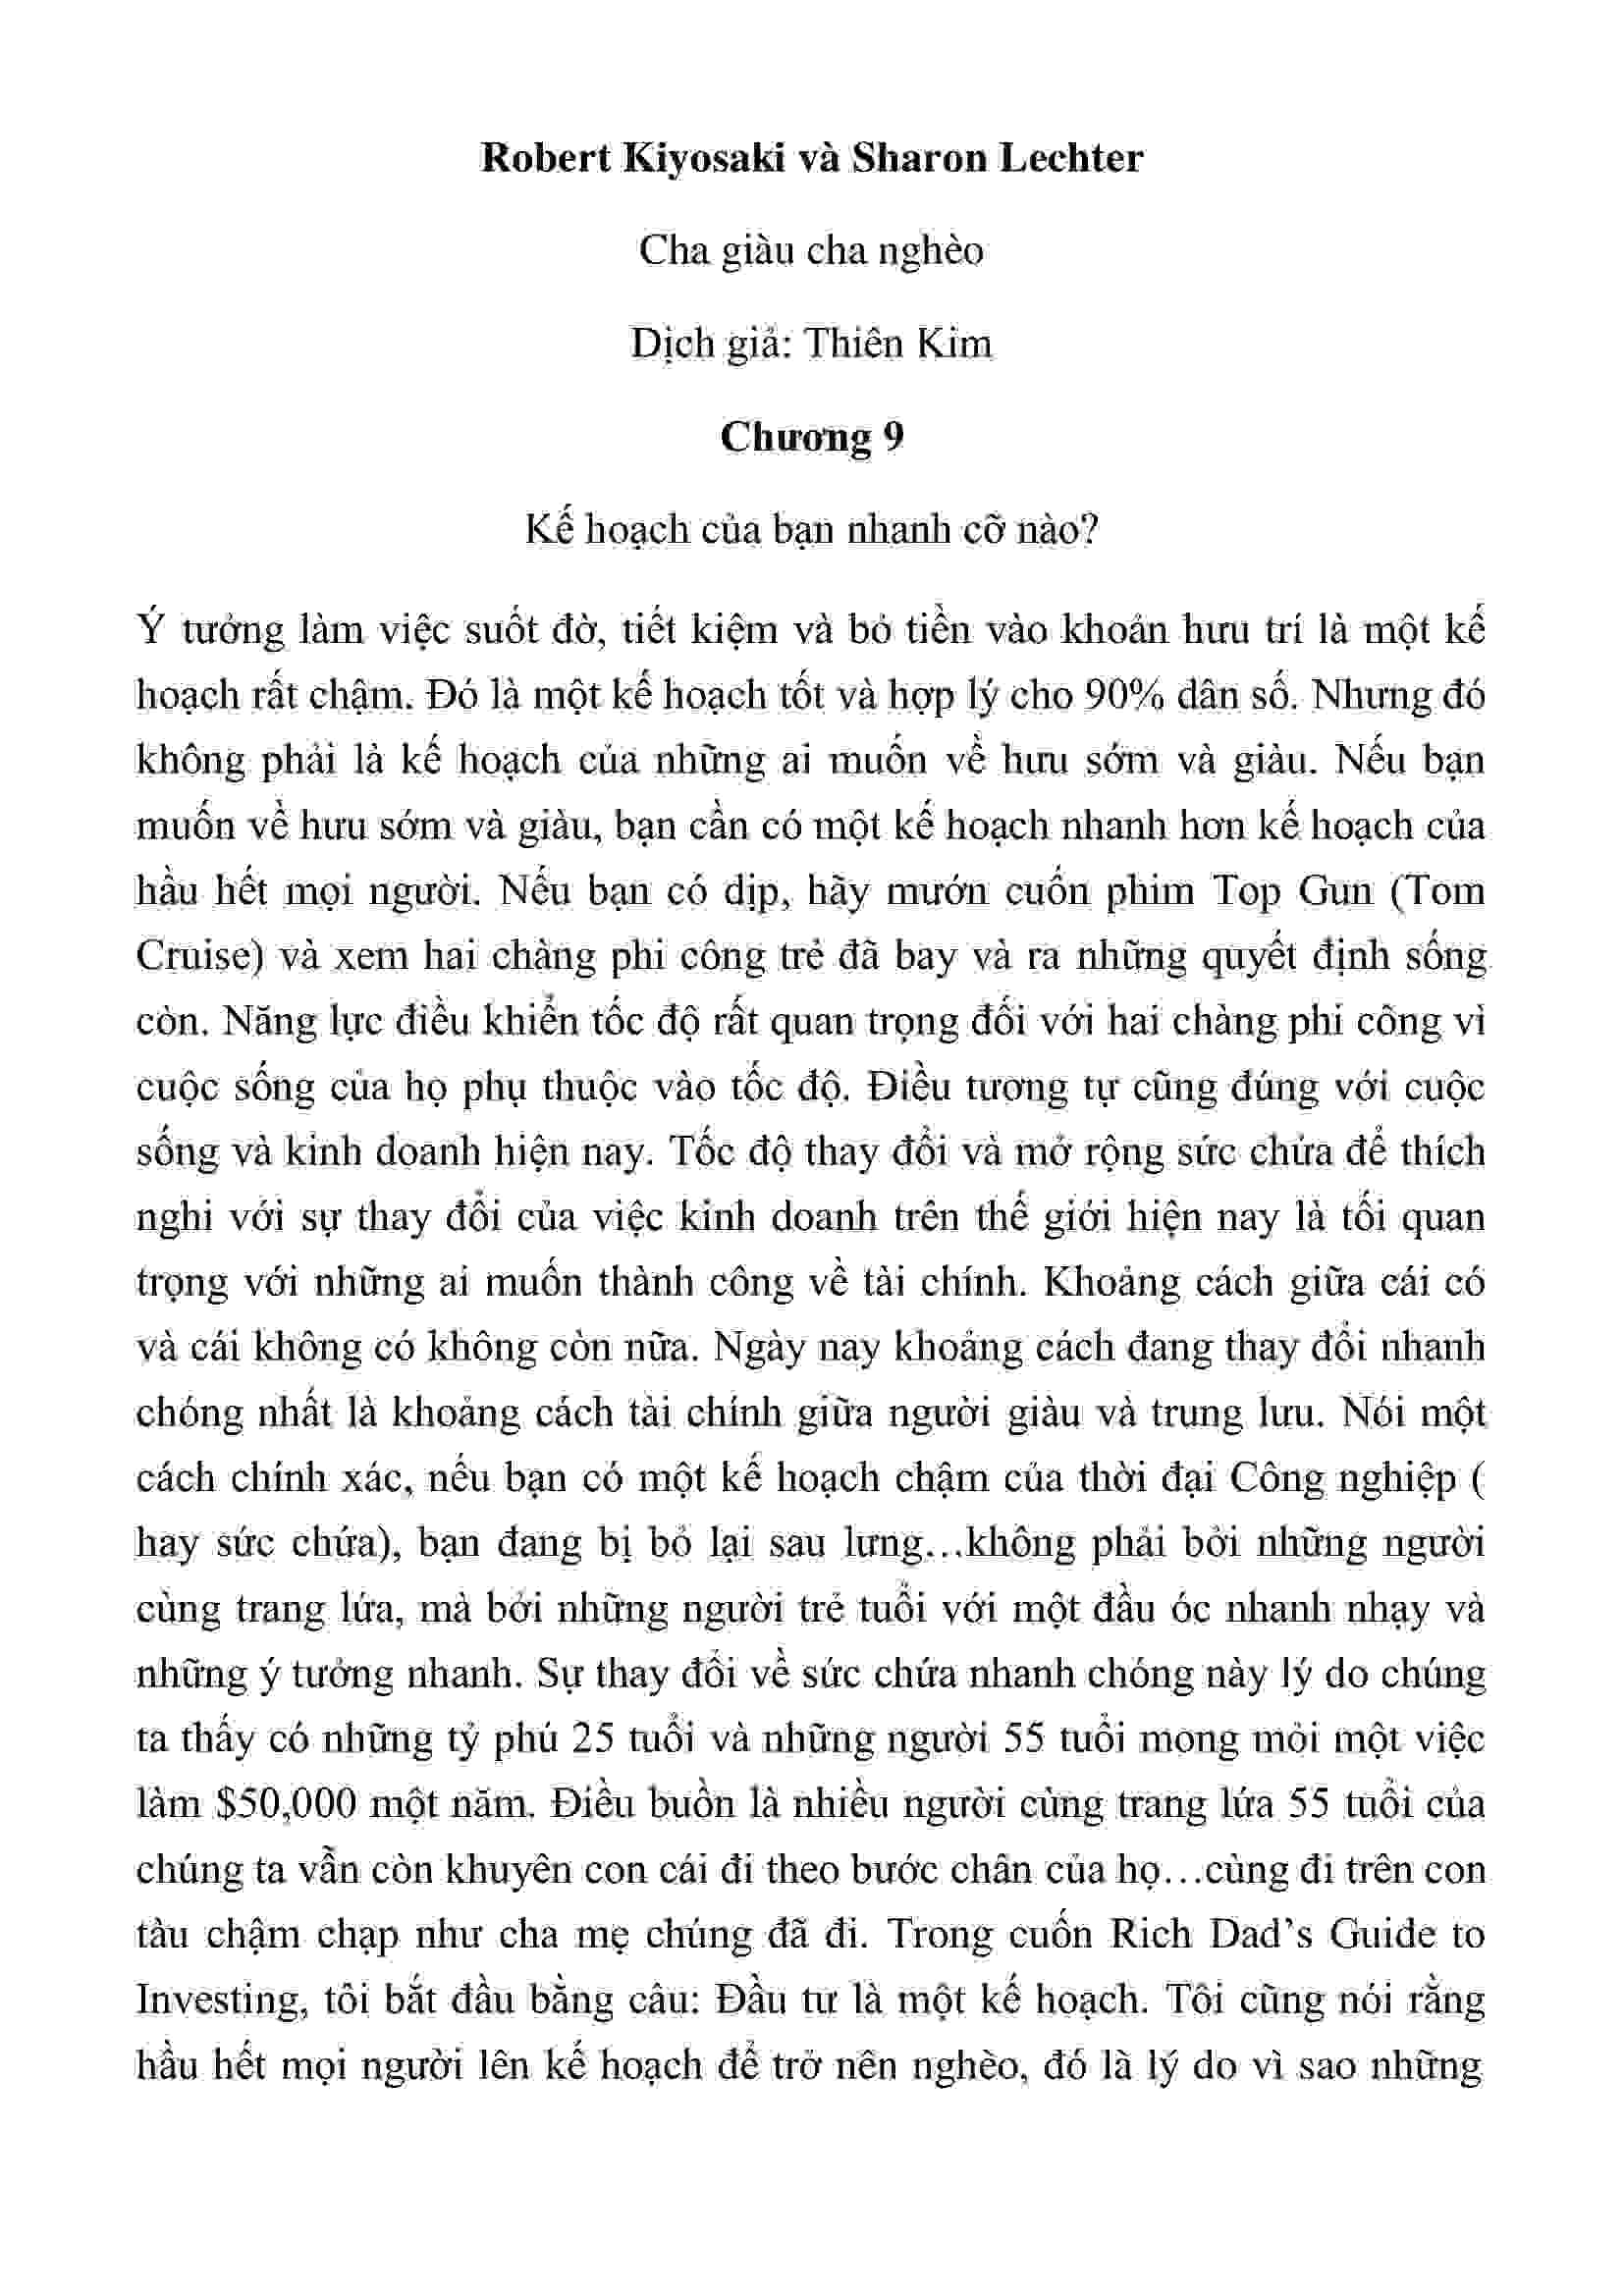 Robert Kiyosaki và Sharon Lechter
Cha giàu cha nghèo
Dịch giả: Thiên Kim
Chương 9
Kế hoạch của bạn nhanh cỡ nào?
Ý tưởng làm việc suốt đờ, tiết kiệm và bỏ tiền vào khoản hưu trí là một kế
hoạch rất chậm. Đó là một kế hoạch tốt và hợp lý cho 90% dân số. Nhưng đó
không phải là kế hoạch của những ai muốn về hưu sớm và giàu. Nếu bạn
muốn về hưu sớm và giàu, bạn cần có một kế hoạch nhanh hơn kế hoạch của
hầu hết mọi người. Nếu bạn có dịp, hãy mướn cuốn phim Top Gun (Tom
Cruise) và xem hai chàng phi công trẻ đã bay và ra những quyết định sống
còn. Năng lực điều khiển tốc độ rất quan trọng đối với hai chàng phi công vì
cuộc sống của họ phụ thuộc vào tốc độ. Điều tương tự cũng đúng với cuộc
sống và kinh doanh hiện nay. Tốc độ thay đổi và mở rộng sức chứa để thích
nghi với sự thay đổi của việc kinh doanh trên thế giới hiện nay là tối quan
trọng với những ai muốn thành công về tài chính. Khoảng cách giữa cái có
và cái không có không còn nữa. Ngày nay khoảng cách đang thay đổi nhanh
chóng nhất là khoảng cách tài chính giữa người giàu và trung lưu. Nói một
cách chính xác, nếu bạn có một kế hoạch chậm của thời đại Công nghiệp (
hay sức chứa), bạn đang bị bỏ lại sau lưng…không phải bởi những người
cùng trang lứa, mà bởi những người trẻ tuổi với một đầu óc nhanh nhạy và
những ý tưởng nhanh. Sự thay đổi về sức chứa nhanh chóng này lý do chúng
ta thấy có những tỷ phú 25 tuổi và những người 55 tuổi mong mỏi một việc
làm $50,000 một năm. Điều buồn là nhiều người cùng trang lứa 55 tuổi của
chúng ta vẫn còn khuyên con cái đi theo bước chân của họ…cùng đi trên con
tàu chậm chạp như cha mẹ chúng đã đi. Trong cuốn Rich Dad’s Guide to
Investing, tôi bắt đầu bằng câu: Đầu tư là một kế hoạch. Tôi cũng nói rằng
hầu hết mọi người lên kế hoạch để trở nên nghèo, đó là lý do vì sao những